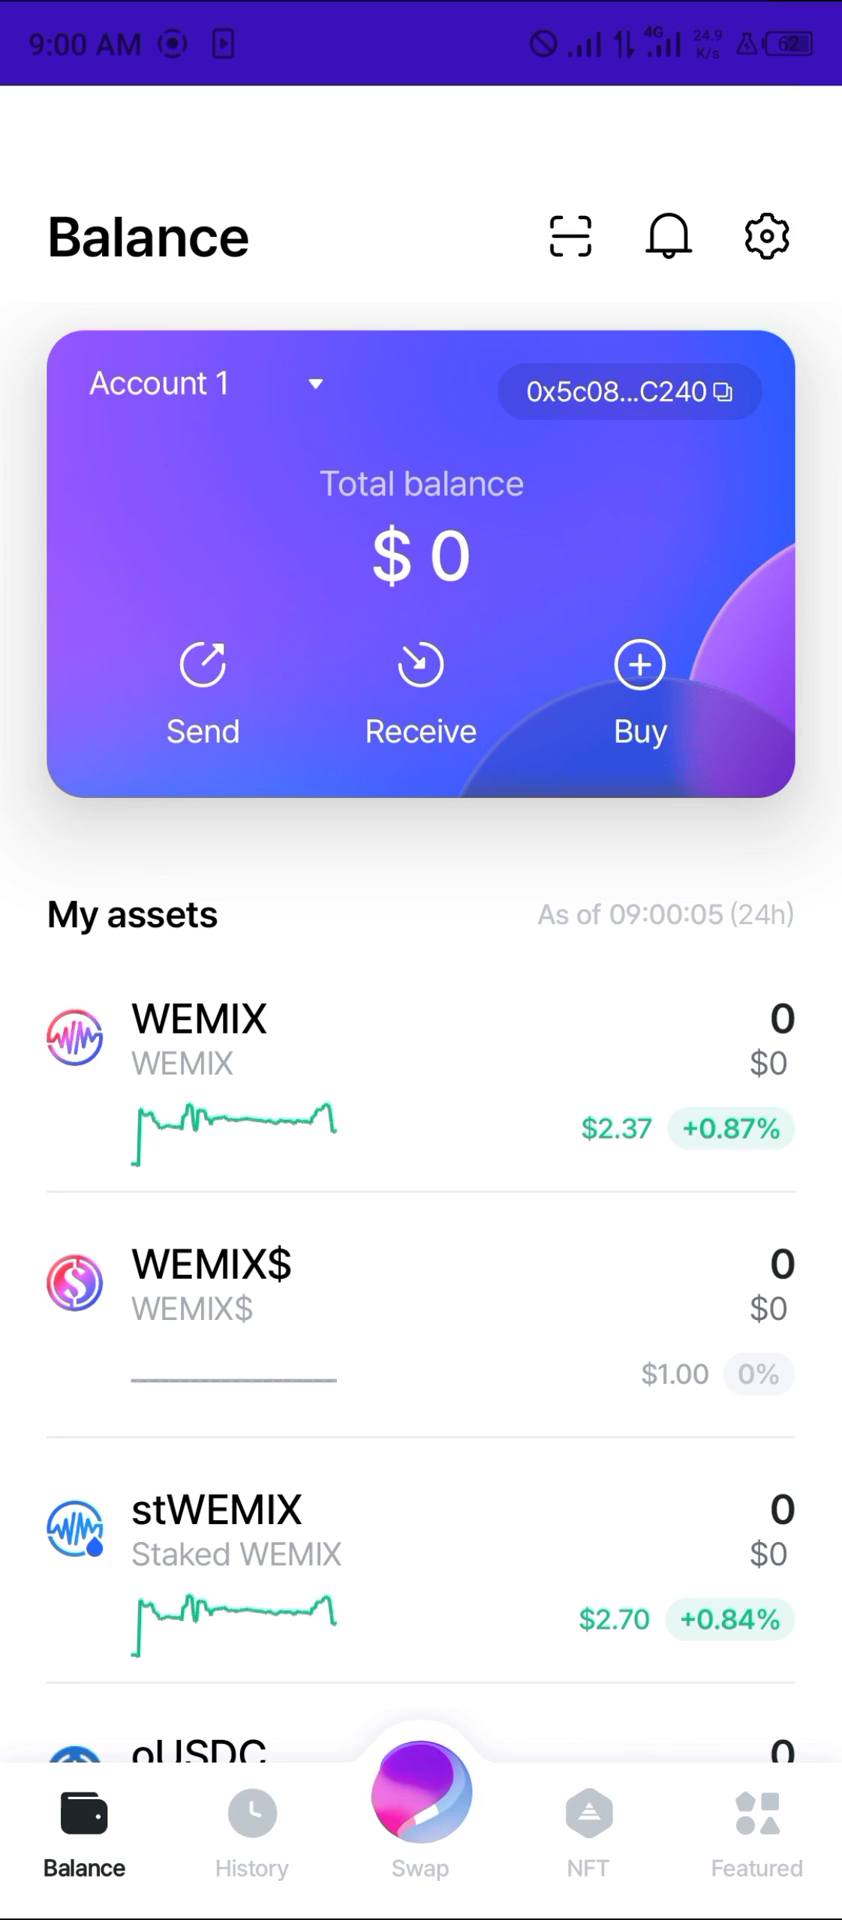 9:00 AM 4G 24.9 K/s 62
Balance
Account 1 0x5c08...C240
Total balance
$ 0
Send Receive Buy
My assets As of 09:00:05 (24h)
WEMIX 0
WEMIX $0
$2.37 +0.87%
WEMIX$ 0
WEMIX$ $0
$1.00 0%
stWEMIX 0
Staked WEMIX $0
$2.70 +0.84%
oUSDC 0
Balance History Swap NFT Featured